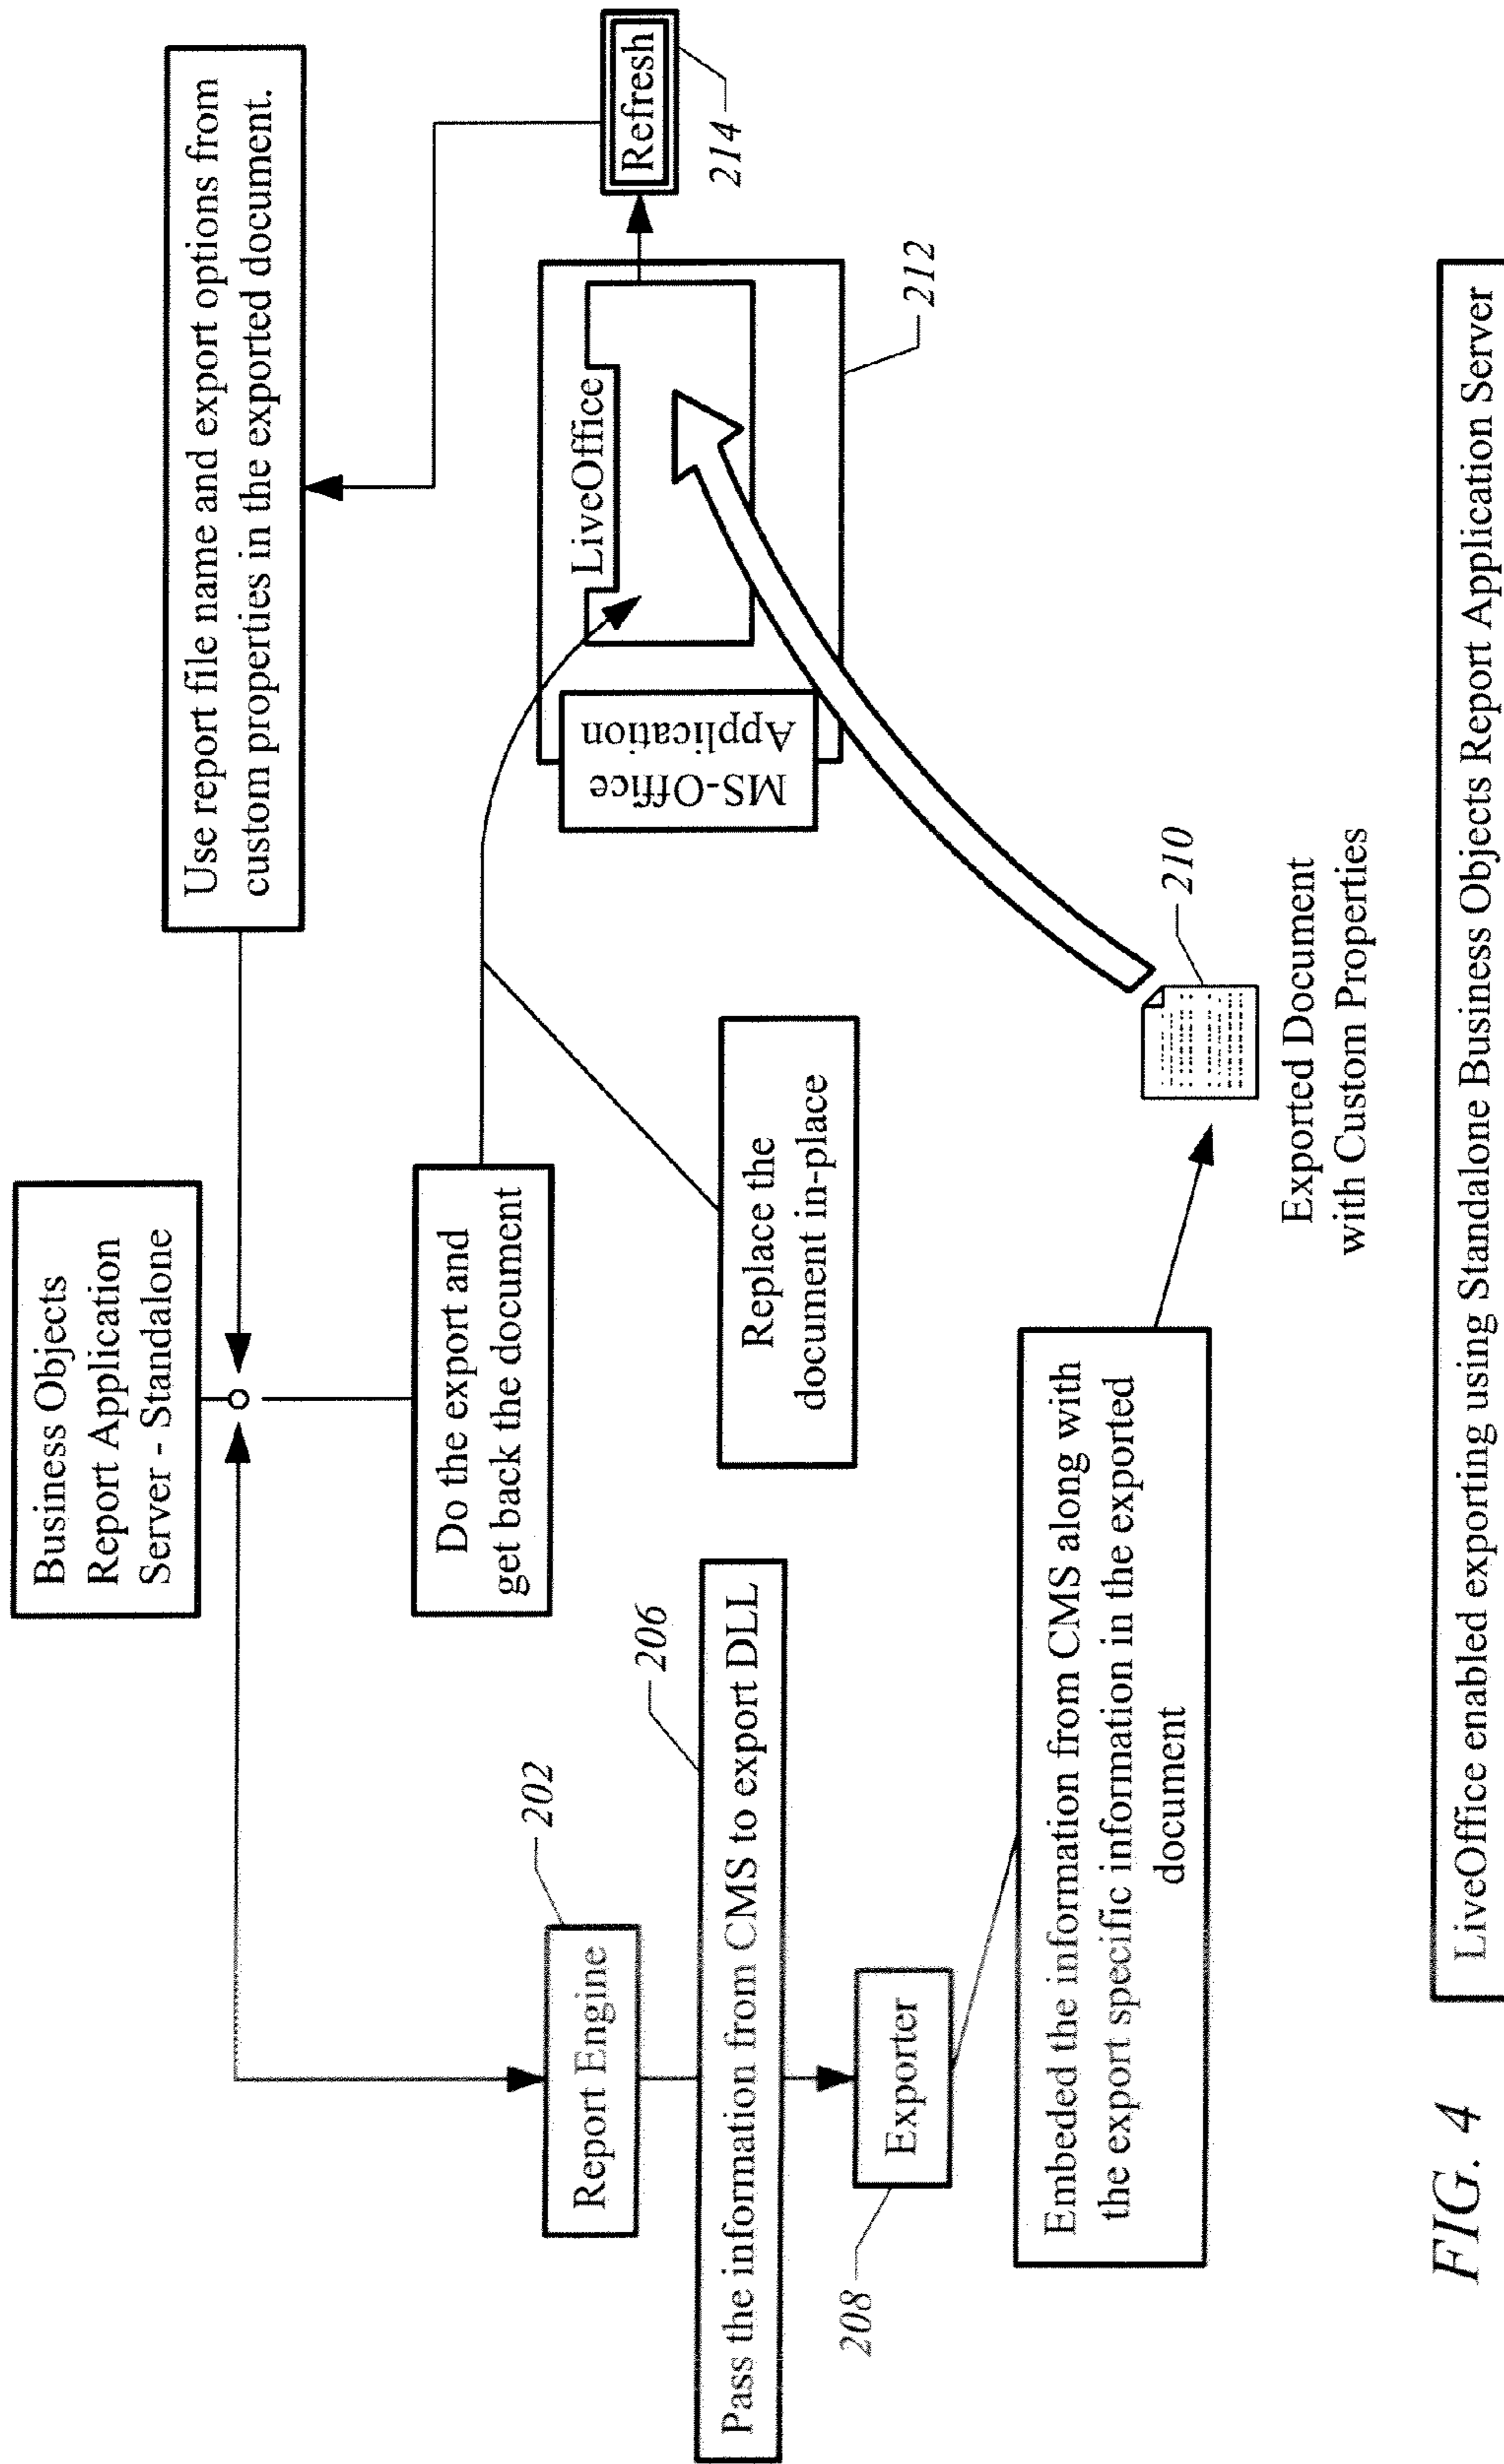 Business Objects
Report Application
Server - Standalone
Use report file name and export options from
custom properties in the exported document.
Do the export and
get back the document
Replace the
document in-place
Report Engine
202
Pass the information from CMS to export DLL
206
Exporter
208
Embeded the information from CMS along with
the export specific information in the exported
document
Exported Document
with Custom Properties
210
MS-Office
Application
LiveOffice
212
Refresh
214
FIG. 4
LiveOffice enabled exporting using Standalone Business Objects Report Application Server